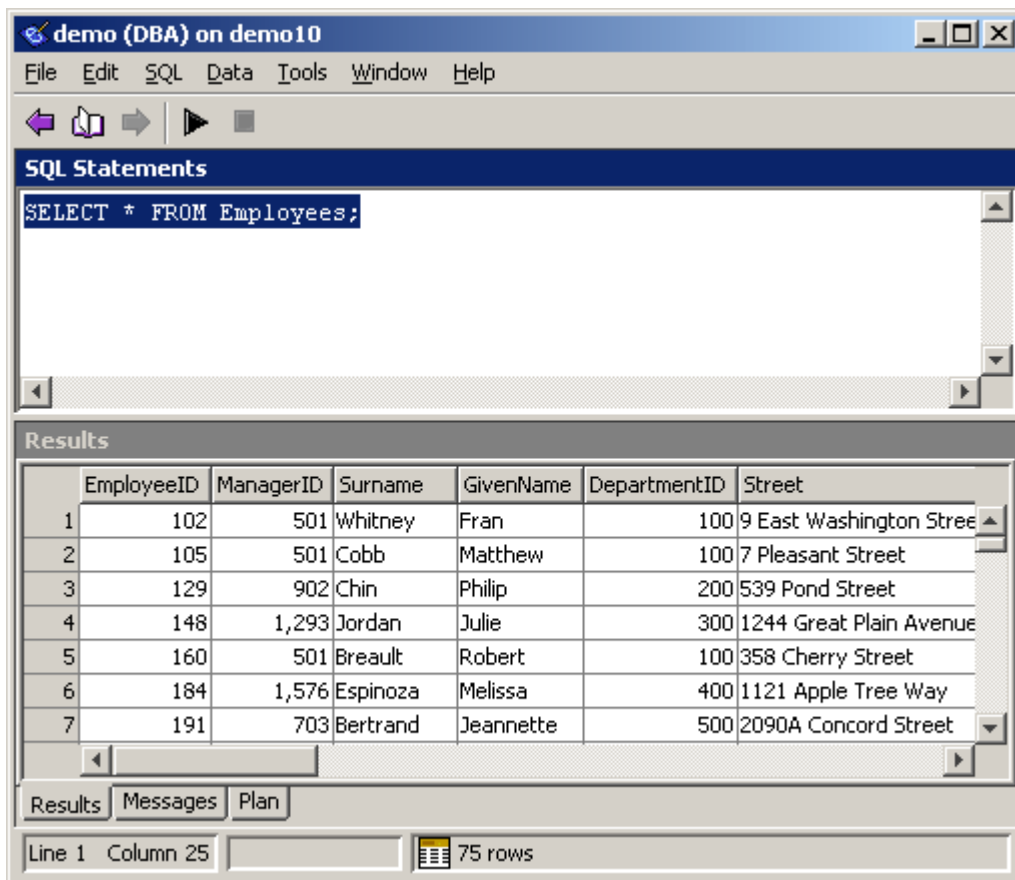 demo (DBA) on demo10
File Edit SQL Data Tools Window Help
SQL Statements
SELECT * FROM Employees;
Results
EmployeeID ManagerID Surname GivenName DepartmentID Street
1 102 501 Whitney Fran 100 9 East Washington Stree
2 105 501 Cobb Matthew 100 7 Pleasant Street
3 129 902 Chin Philip 200 539 Pond Street
4 148 1,293 Jordan Julie 300 1244 Great Plain Avenue
5 160 501 Breault Robert 100 358 Cherry Street
6 184 1,576 Espinoza Melissa 400 1121 Apple Tree Way
7 191 703 Bertrand Jeannette 500 2090A Concord Street
Results Messages Plan
Line 1 Column 25 75 rows